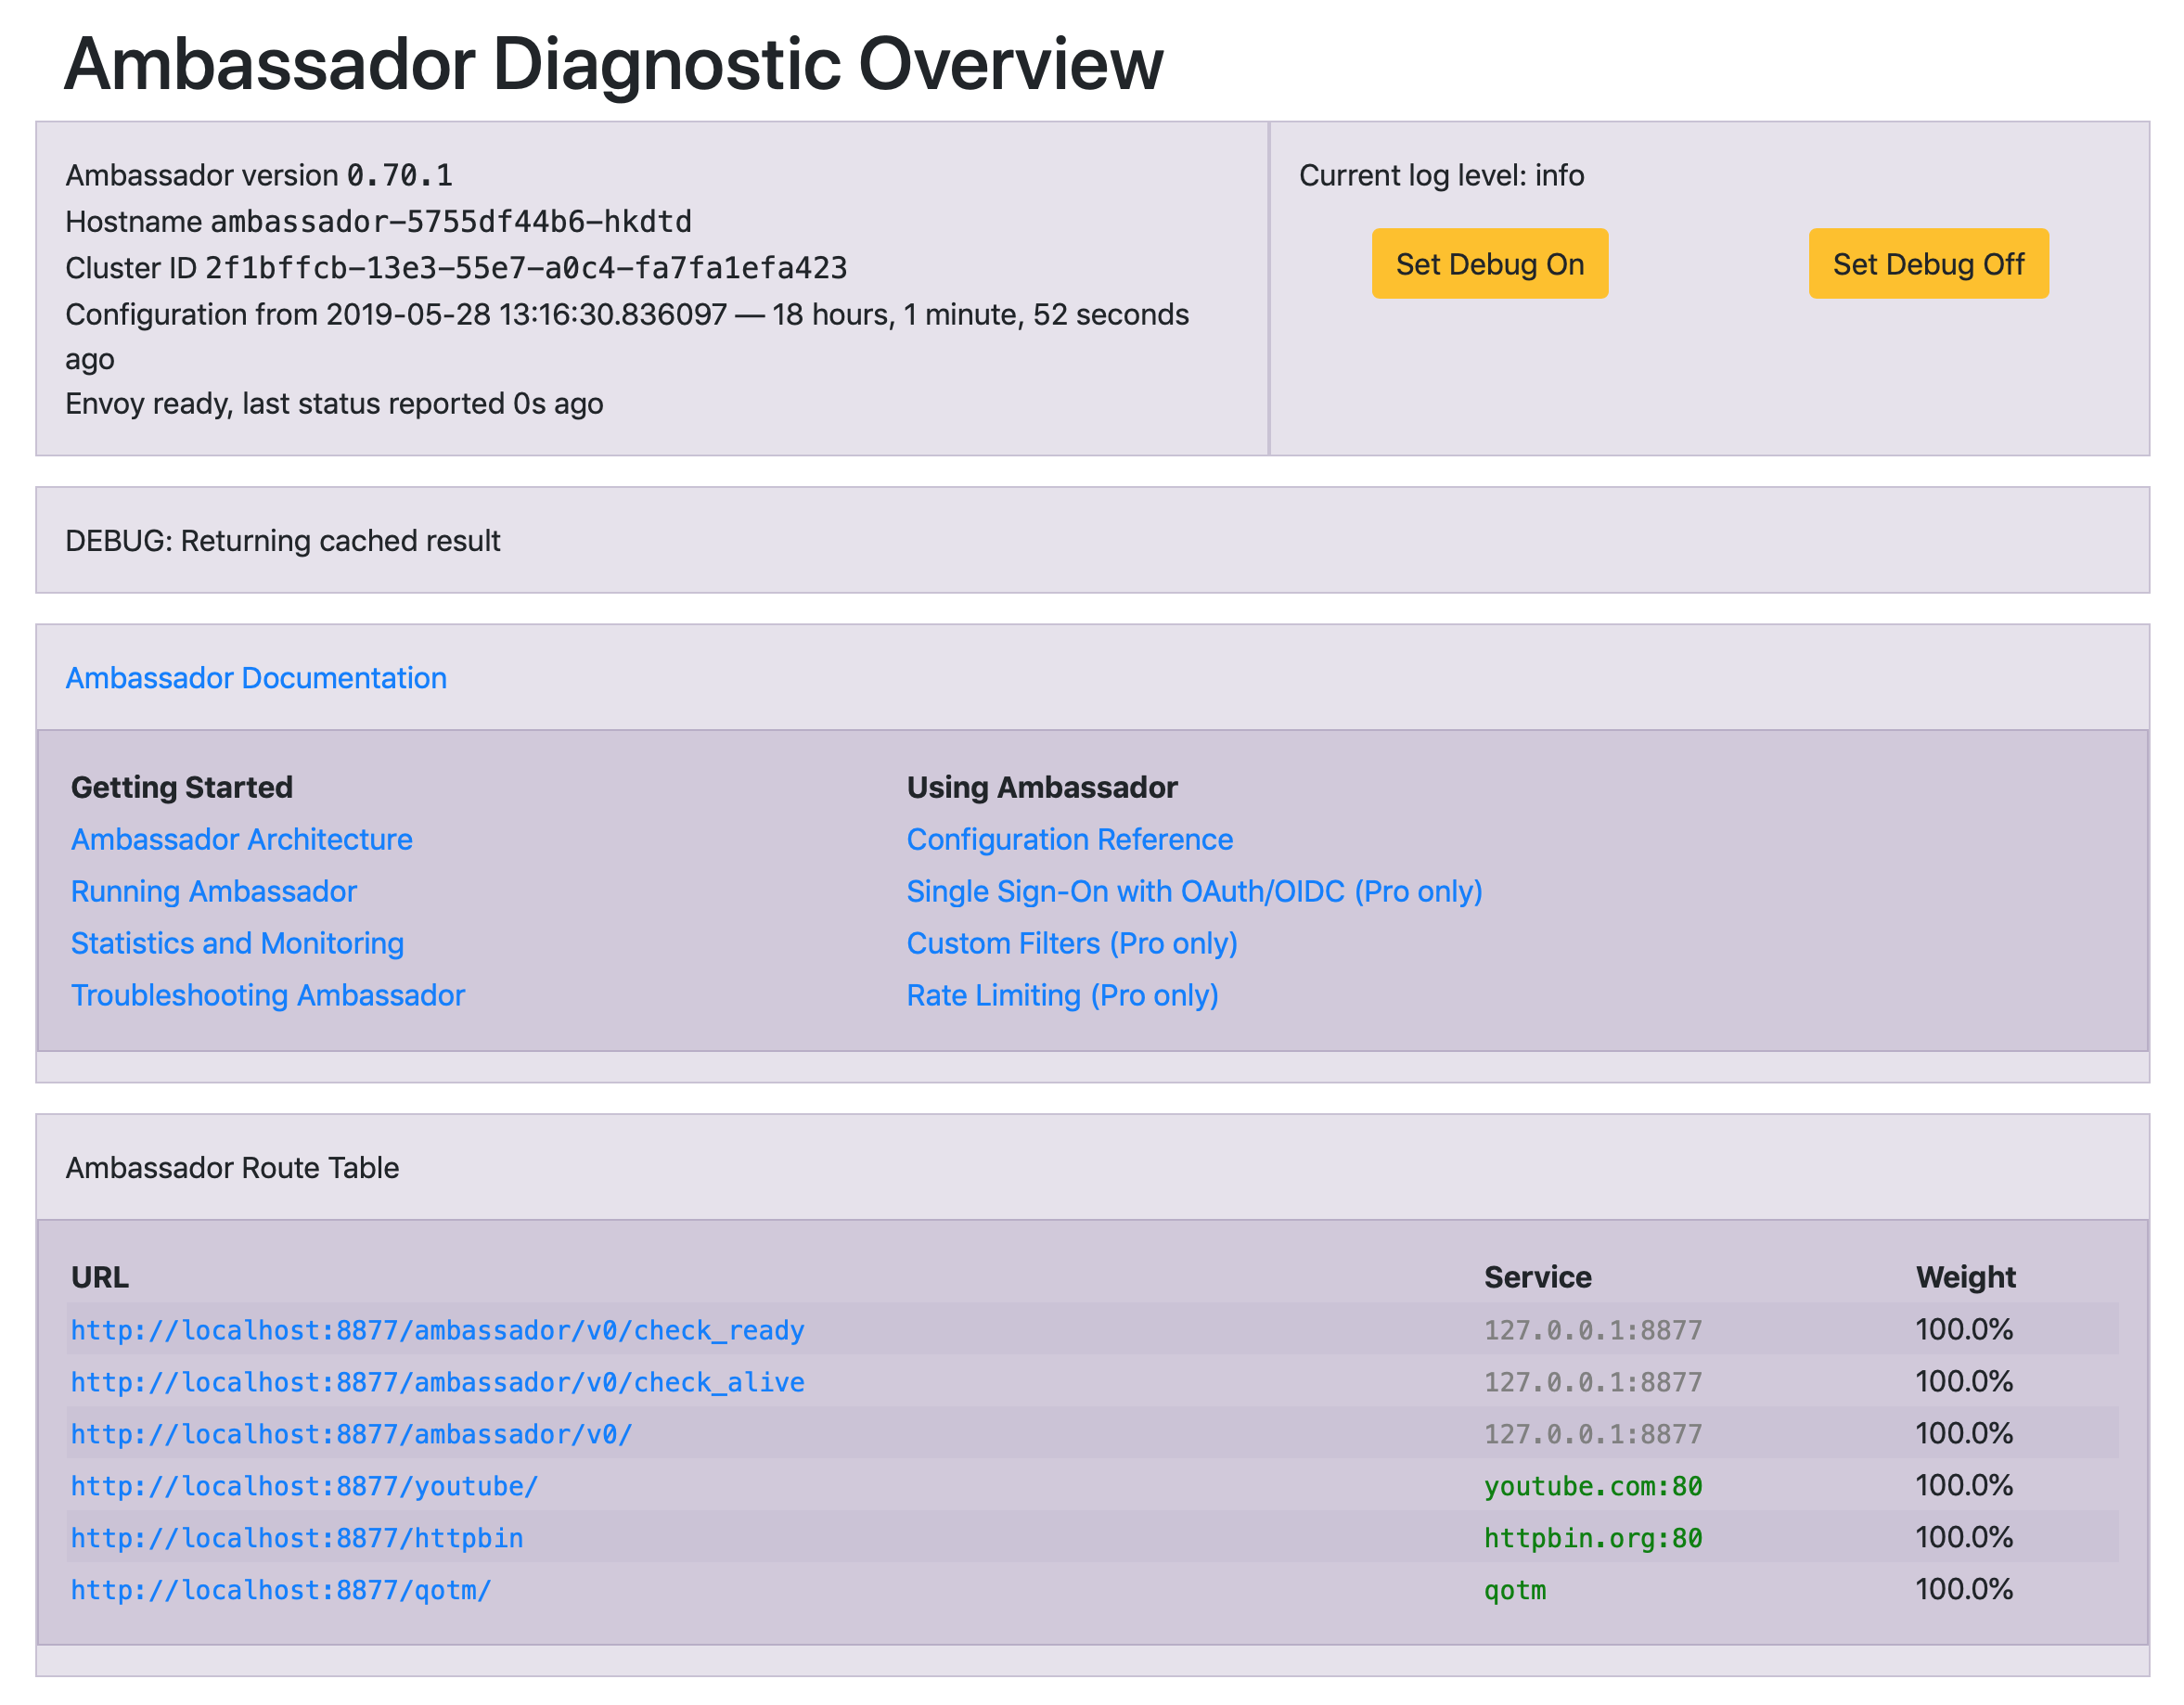 Ambassador Diagnostic Overview
Ambassador version 0.70.1
Hostname ambassador-5755df44b6-hkdtd
Cluster ID 2f1bffcb-13e3-55e7-a0c4-fa7fa1efa423
Configuration from 2019-05-28 13:16:30.836097 — 18 hours, 1 minute, 52 seconds
ago
Envoy ready, last status reported 0s ago
Current log level: info
Set Debug On
Set Debug Off
DEBUG: Returning cached result
Ambassador Documentation
Getting Started
Ambassador Architecture
Running Ambassador
Statistics and Monitoring
Troubleshooting Ambassador
Using Ambassador
Configuration Reference
Single Sign-On with OAuth/OIDC (Pro only)
Custom Filters (Pro only)
Rate Limiting (Pro only)
Ambassador Route Table
URL Service Weight
http://localhost:8877/ambassador/v0/check_ready 127.0.0.1:8877 100.0%
http://localhost:8877/ambassador/v0/check_alive 127.0.0.1:8877 100.0%
http://localhost:8877/ambassador/v0/ 127.0.0.1:8877 100.0%
http://localhost:8877/youtube/ youtube.com:80 100.0%
http://localhost:8877/httpbin httpbin.org:80 100.0%
http://localhost:8877/qotm/ qotm 100.0%